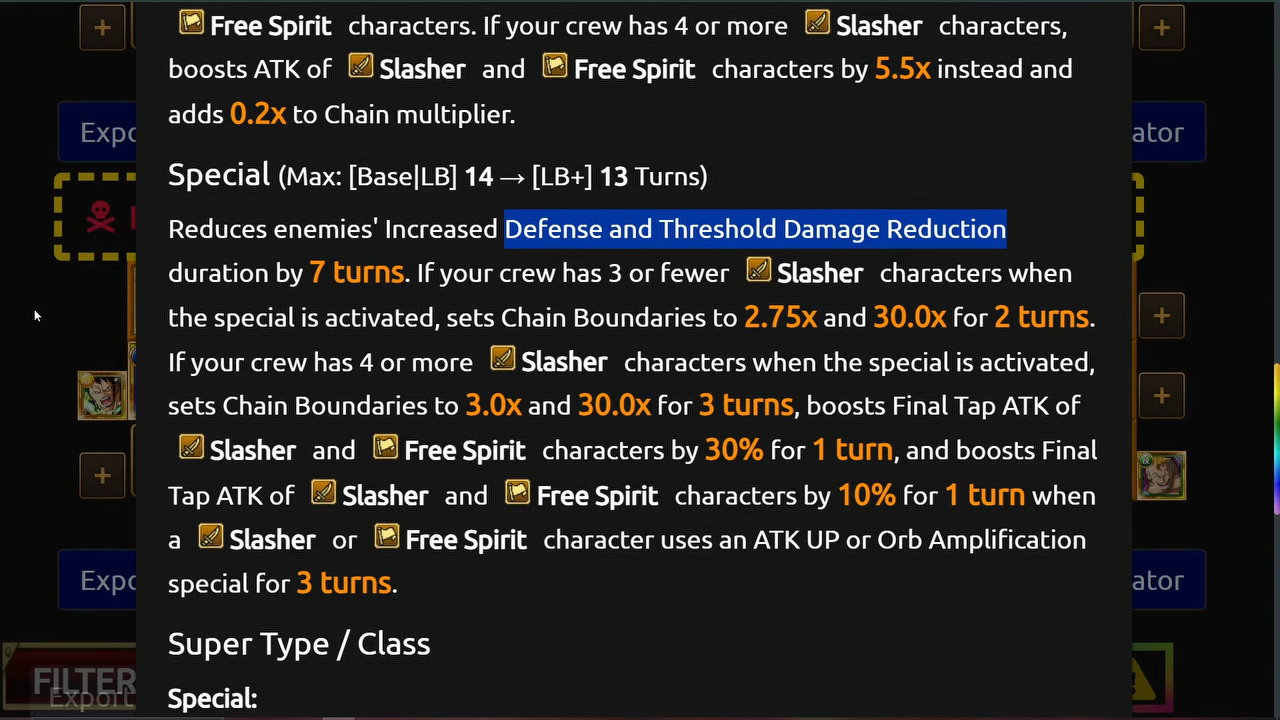 Free Spirit characters. If your crew has 4 or more Slasher characters,
boosts ATK of Slasher and Free Spirit characters by 5.5x instead and
adds 0.2x to Chain multiplier.
Expo
ator
Special (Max: [Base|LB] 14 → [LB+] 13 Turns)
Reduces enemies' Increased Defense and Threshold Damage Reduction
duration by 7 turns. If your crew has 3 or fewer Slasher characters when
the special is activated, sets Chain Boundaries to 2.75x and 30.0x for 2 turns.
If your crew has 4 or more Slasher characters when the special is activated,
sets Chain Boundaries to 3.0x and 30.0x for 3 turns, boosts Final Tap ATK of
Slasher and Free Spirit characters by 30% for 1 turn, and boosts Final
Tap ATK of Slasher and Free Spirit characters by 10% for 1 turn when
a Slasher or Free Spirit character uses an ATK UP or Orb Amplification
special for 3 turns.
Expo
ator
Super Type / Class
FILTER
Export
Special: